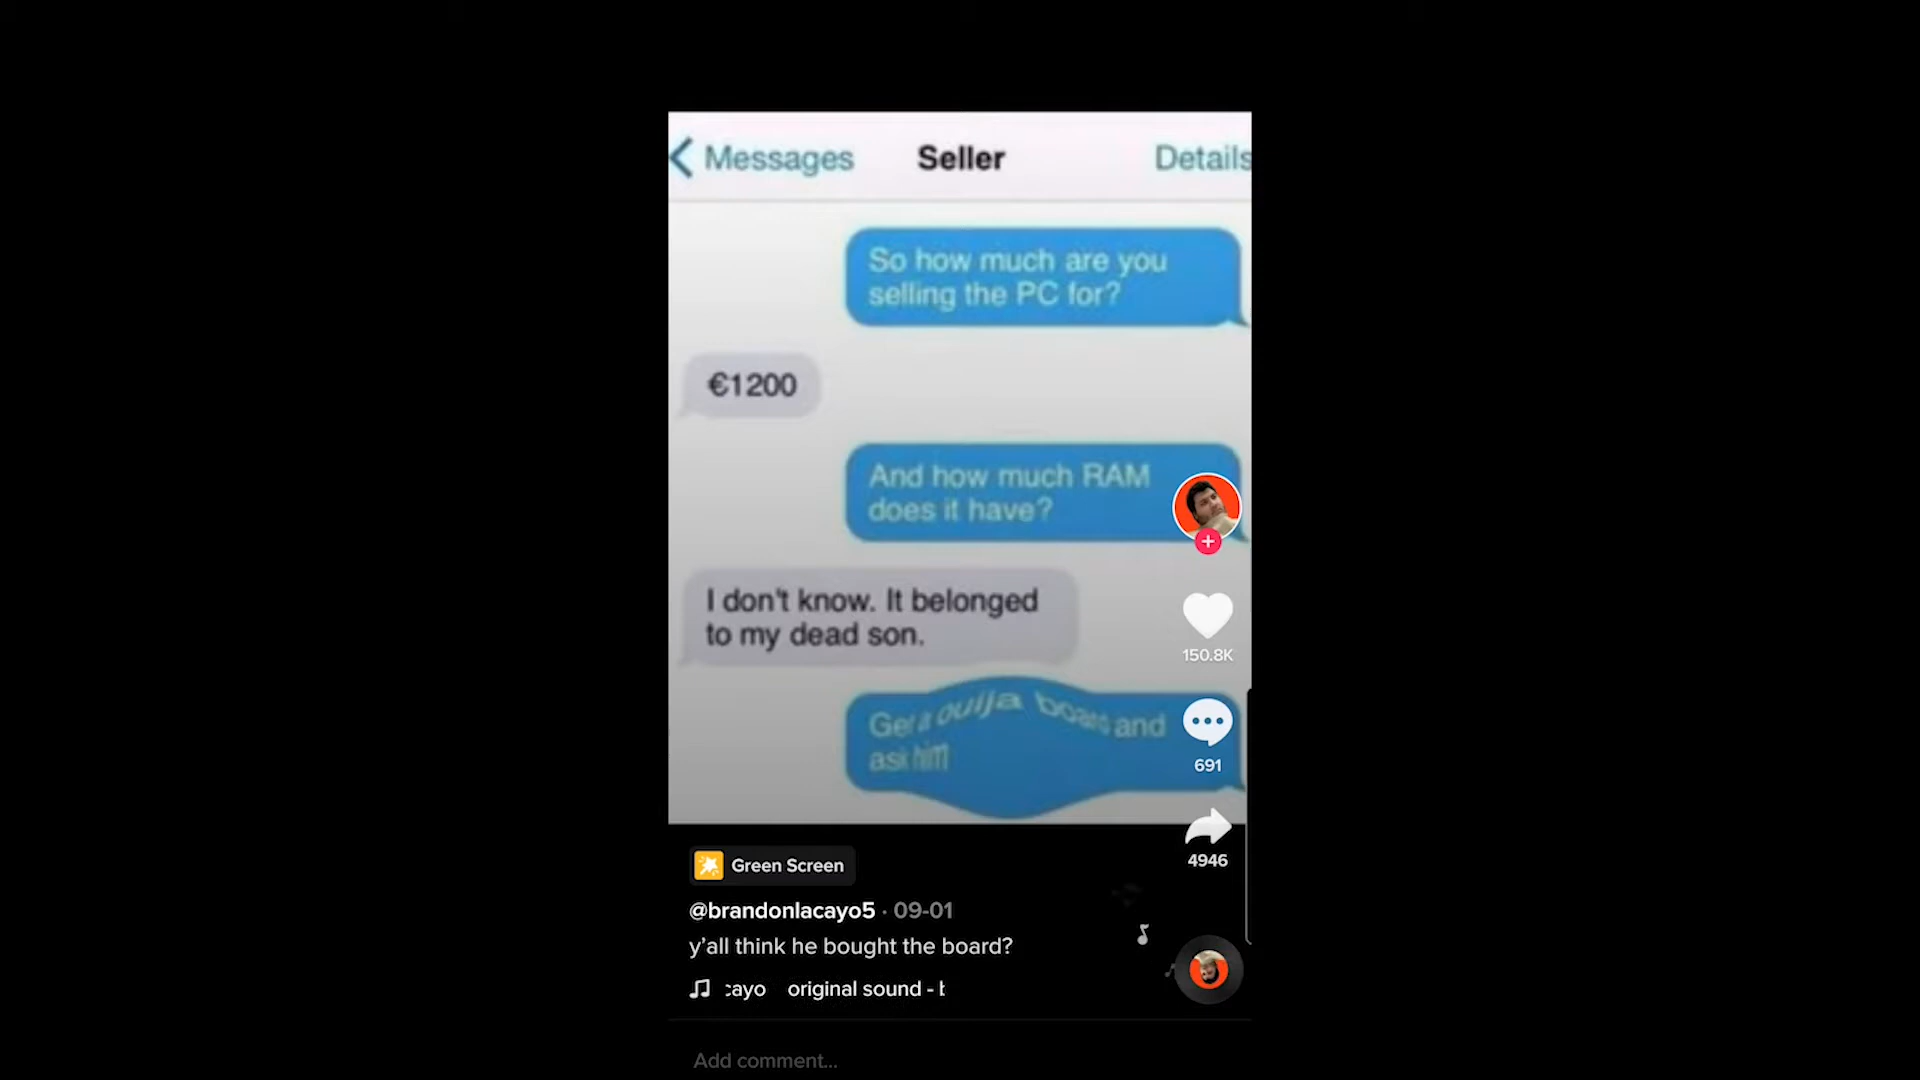 Messages Seller Details
So how much are you
selling the PC for?
€1200
And how much RAM
does it have?
I don't know. It belonged
to my dead son.
Get a ouija board and
ask him
150.8K
691
4946
Green Screen
@brandonlacayo5 · 09-01
y'all think he bought the board?
cayo original sound - b
Add comment...